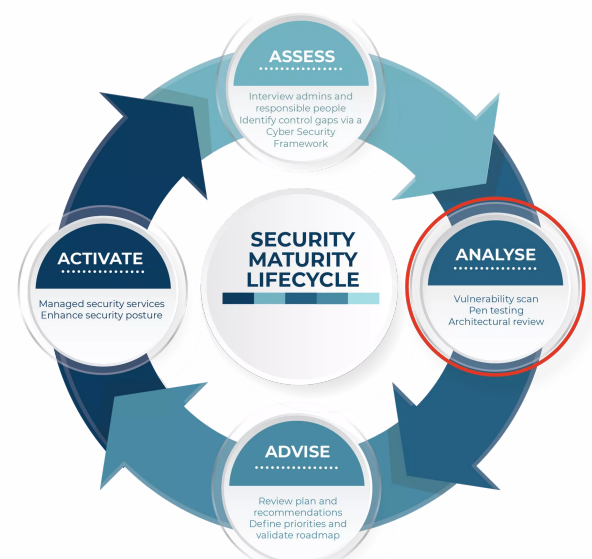 ASSESS
Interview admins and
responsible people
Identify control gaps via a
Cyber Security
Framework
SECURITY
MATURITY
LIFECYCLE
ACTIVATE
Managed security services
Enhance security posture
ANALYSE
Vulnerability scan
Pen testing
Architectural review
ADVISE
Review plan and
recommendations
Define priorities and
validate roadmap